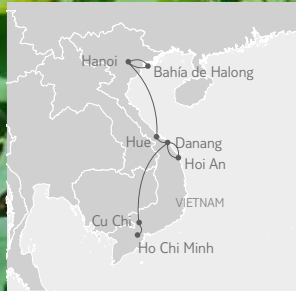 Hanoi
Bahía de Halong
Hue
Danang
Hoi An
VIETNAM
Cu Chi
Ho Chi Minh